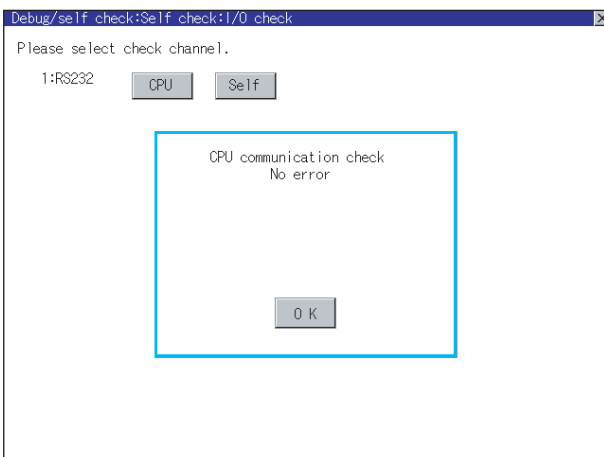 Debug/self check:Self check:I/O check
Please select check channel.
1:RS232 CPU Self
CPU communication check
No error
O K